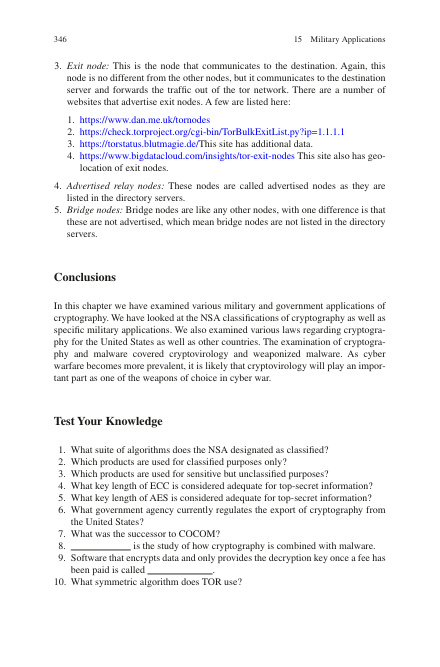 346 15 Military Applications
3. Exit node: This is the node that communicates to the destination. Again, this
node is no different from the other nodes, but it communicates to the destination
server and forwards the traffic out of the tor network. There are a number of
websites that advertise exit nodes. A few are listed here:
1. https://www.dan.me.uk/tornodes
2. https://check.torproject.org/cgi-bin/TorBulkExitList.py?ip=1.1.1.1
3. https://torstatus.blutmagie.de/This site has additional data.
4. https://www.bigdatacloud.com/insights/tor-exit-nodes This site also has geo-
location of exit nodes.
4. Advertised relay nodes: These nodes are called advertised nodes as they are
listed in the directory servers.
5. Bridge nodes: Bridge nodes are like any other nodes, with one difference is that
these are not advertised, which mean bridge nodes are not listed in the directory
servers.
Conclusions
In this chapter we have examined various military and government applications of
cryptography. We have looked at the NSA classifications of cryptography as well as
specific military applications. We also examined various laws regarding cryptogra-
phy for the United States as well as other countries. The examination of cryptogra-
phy and malware covered cryptovirology and weaponized malware. As cyber
warfare becomes more prevalent, it is likely that cryptovirology will play an impor-
tant part as one of the weapons of choice in cyber war.
Test Your Knowledge
1. What suite of algorithms does the NSA designated as classified?
2. Which products are used for classified purposes only?
3. Which products are used for sensitive but unclassified purposes?
4. What key length of ECC is considered adequate for top-secret information?
5. What key length of AES is considered adequate for top-secret information?
6. What government agency currently regulates the export of cryptography from
the United States?
7. What was the successor to COCOM?
8. ____________ is the study of how cryptography is combined with malware.
9. Software that encrypts data and only provides the decryption key once a fee has
been paid is called _____________.
10. What symmetric algorithm does TOR use?